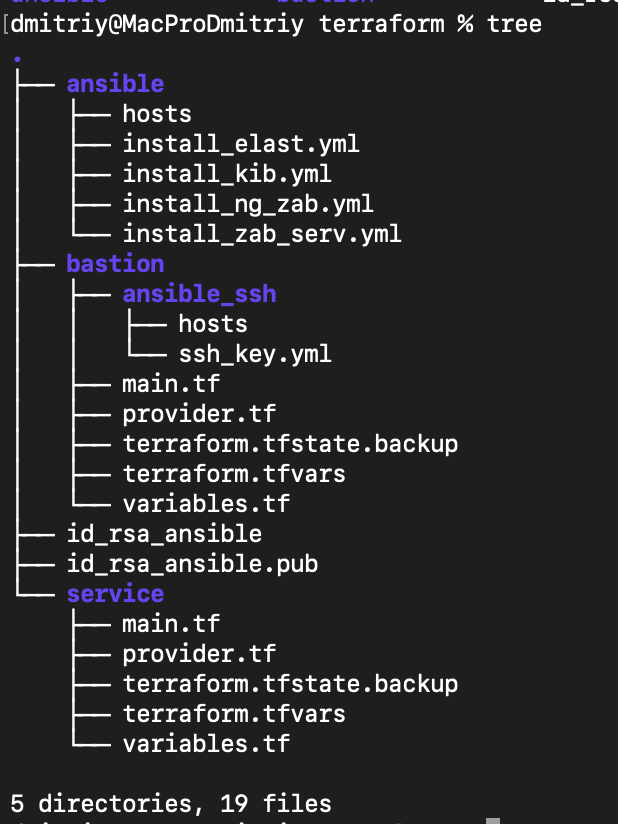 [dmitriy@MacProDmitriy terraform % tree
.
├── ansible
│   ├── hosts
│   ├── install_elast.yml
│   ├── install_kib.yml
│   ├── install_ng_zab.yml
│   └── install_zab_serv.yml
├── bastion
│   ├── ansible_ssh
│   │   ├── hosts
│   │   └── ssh_key.yml
│   ├── main.tf
│   ├── provider.tf
│   ├── terraform.tfstate.backup
│   ├── terraform.tfvars
│   └── variables.tf
├── id_rsa_ansible
├── id_rsa_ansible.pub
└── service
    ├── main.tf
    ├── provider.tf
    ├── terraform.tfstate.backup
    ├── terraform.tfvars
    └── variables.tf

5 directories, 19 files